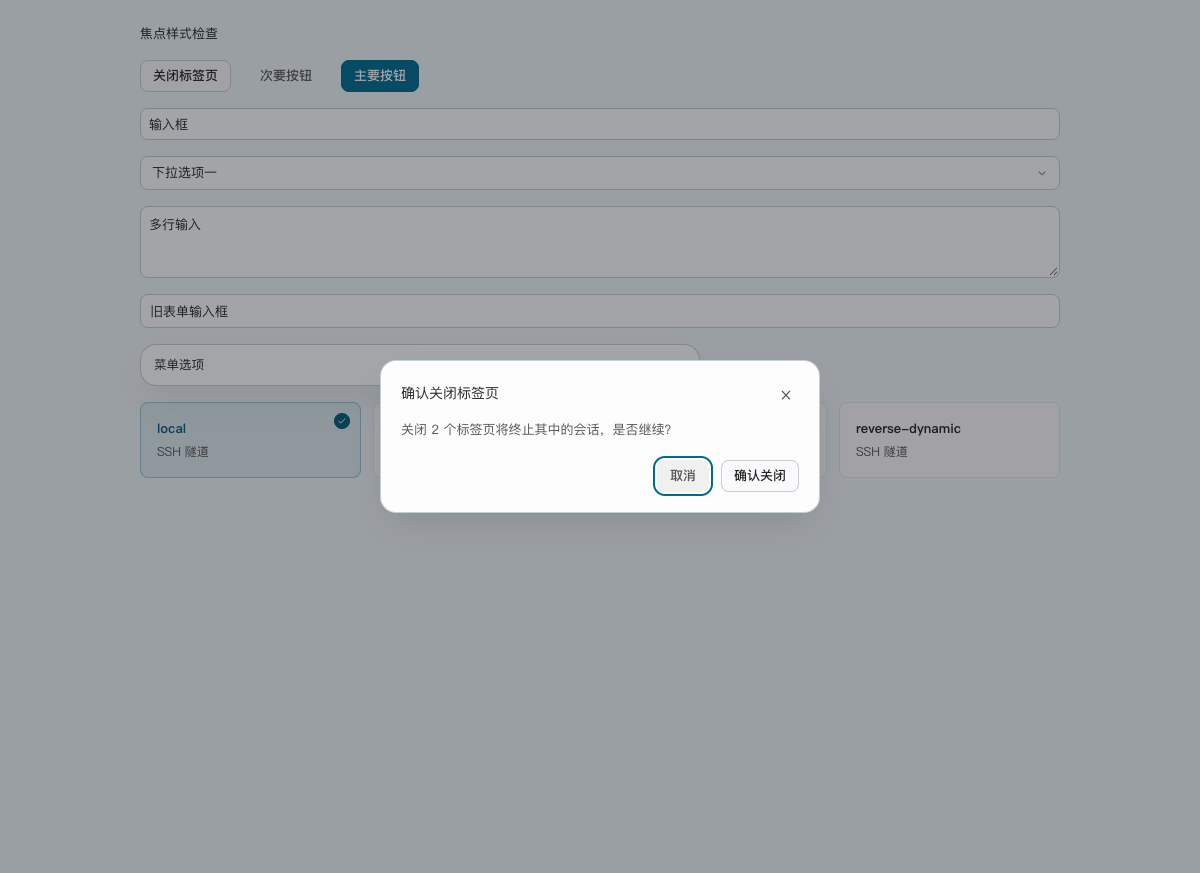 焦点样式检查
关闭标签页 次要按钮 主要按钮
输入框
下拉选项一
多行输入
旧表单输入框
菜单选项
确认关闭标签页
关闭 2 个标签页将终止其中的会话，是否继续？
取消 确认关闭
local
SSH 隧道
reverse-dynamic
SSH 隧道